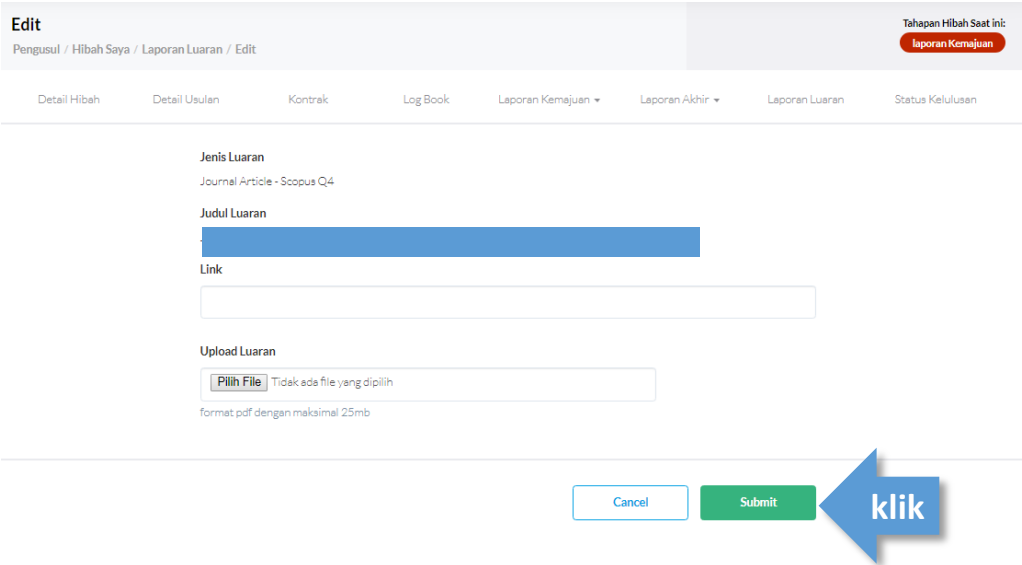 Edit
Tahapan Hibah Saat ini:
Pengusul / Hibah Saya / Laporan Luaran / Edit
laporan Kemajuan
Detail Hibah Detail Usulan Kontrak Log Book Laporan Kemajuan Laporan Akhir Laporan Luaran Status Kelulusan
Jenis Luaran
Journal Article - Scopus Q4
Judul Luaran
Link
Upload Luaran
Pilih File Tidak ada file yang dipilih
format pdf dengan maksimal 25mb
Cancel Submit klik